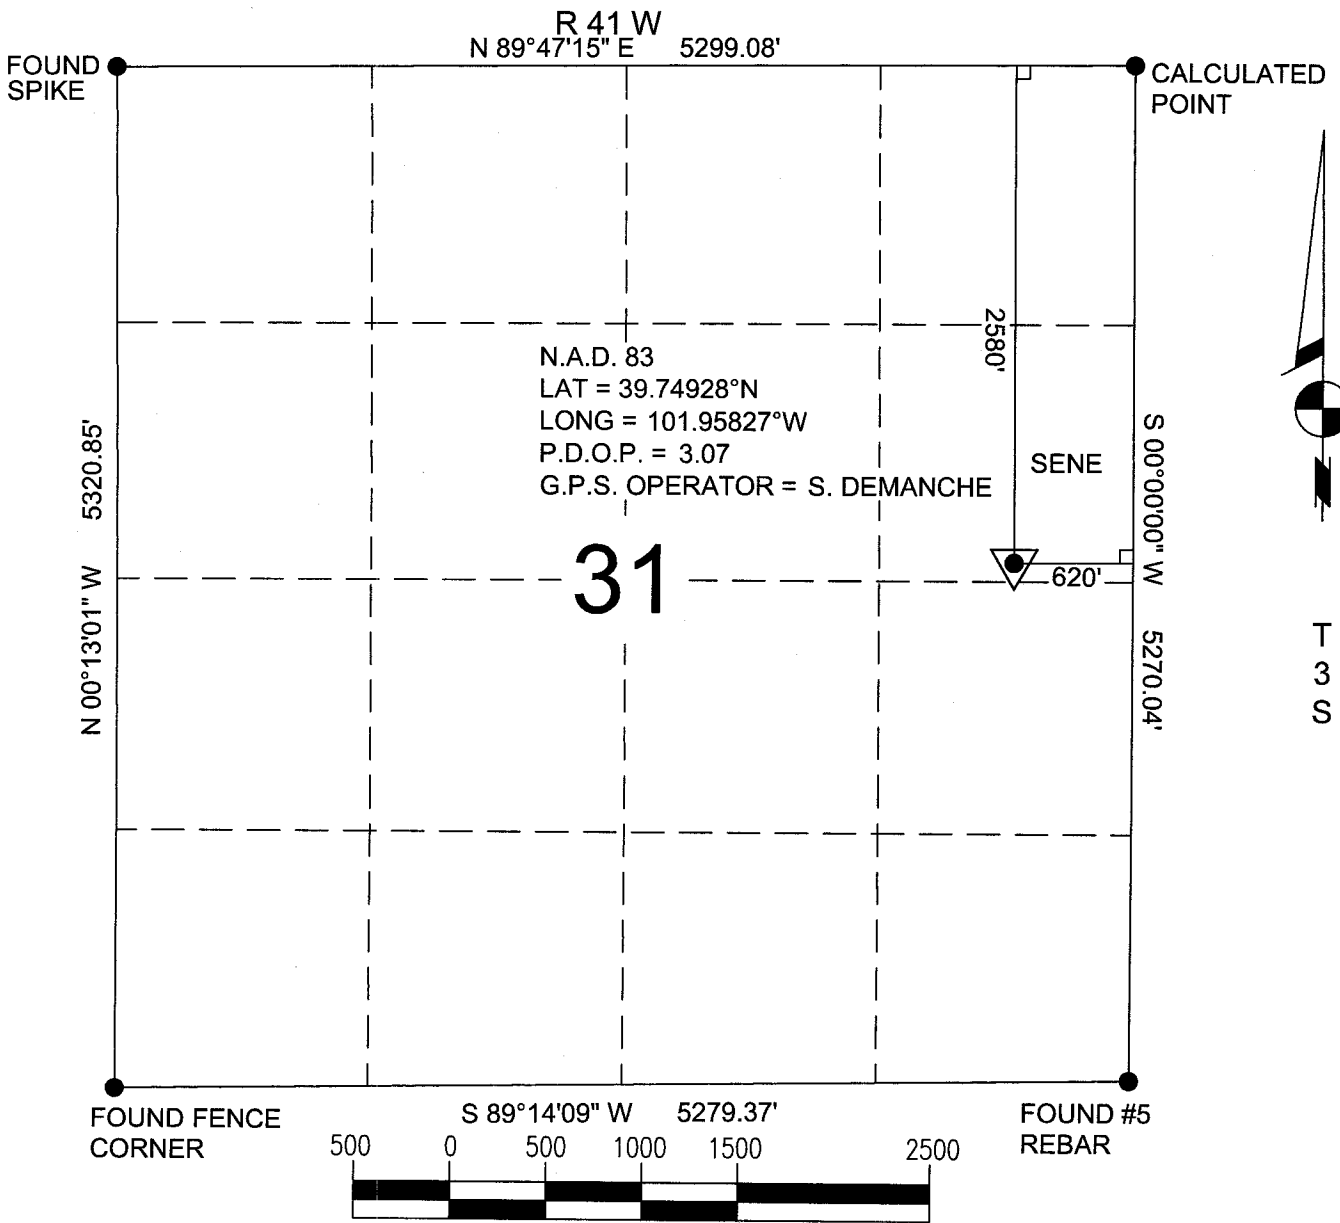 R 41 W
N 89°47'15" E 5299.08'
FOUND
SPIKE
CALCULATED
POINT
2580'
N.A.D. 83
LAT = 39.74928°N
LONG = 101.95827°W
P.D.O.P. = 3.07
G.P.S. OPERATOR = S. DEMANCHE
SENE
N 00°13'01" W 5320.85'
S 00°00'00" W 5270.04'
31
620'
N
T
3
S
FOUND FENCE
CORNER
S 89°14'09" W 5279.37'
FOUND #5
REBAR
500 0 500 1000 1500 2500